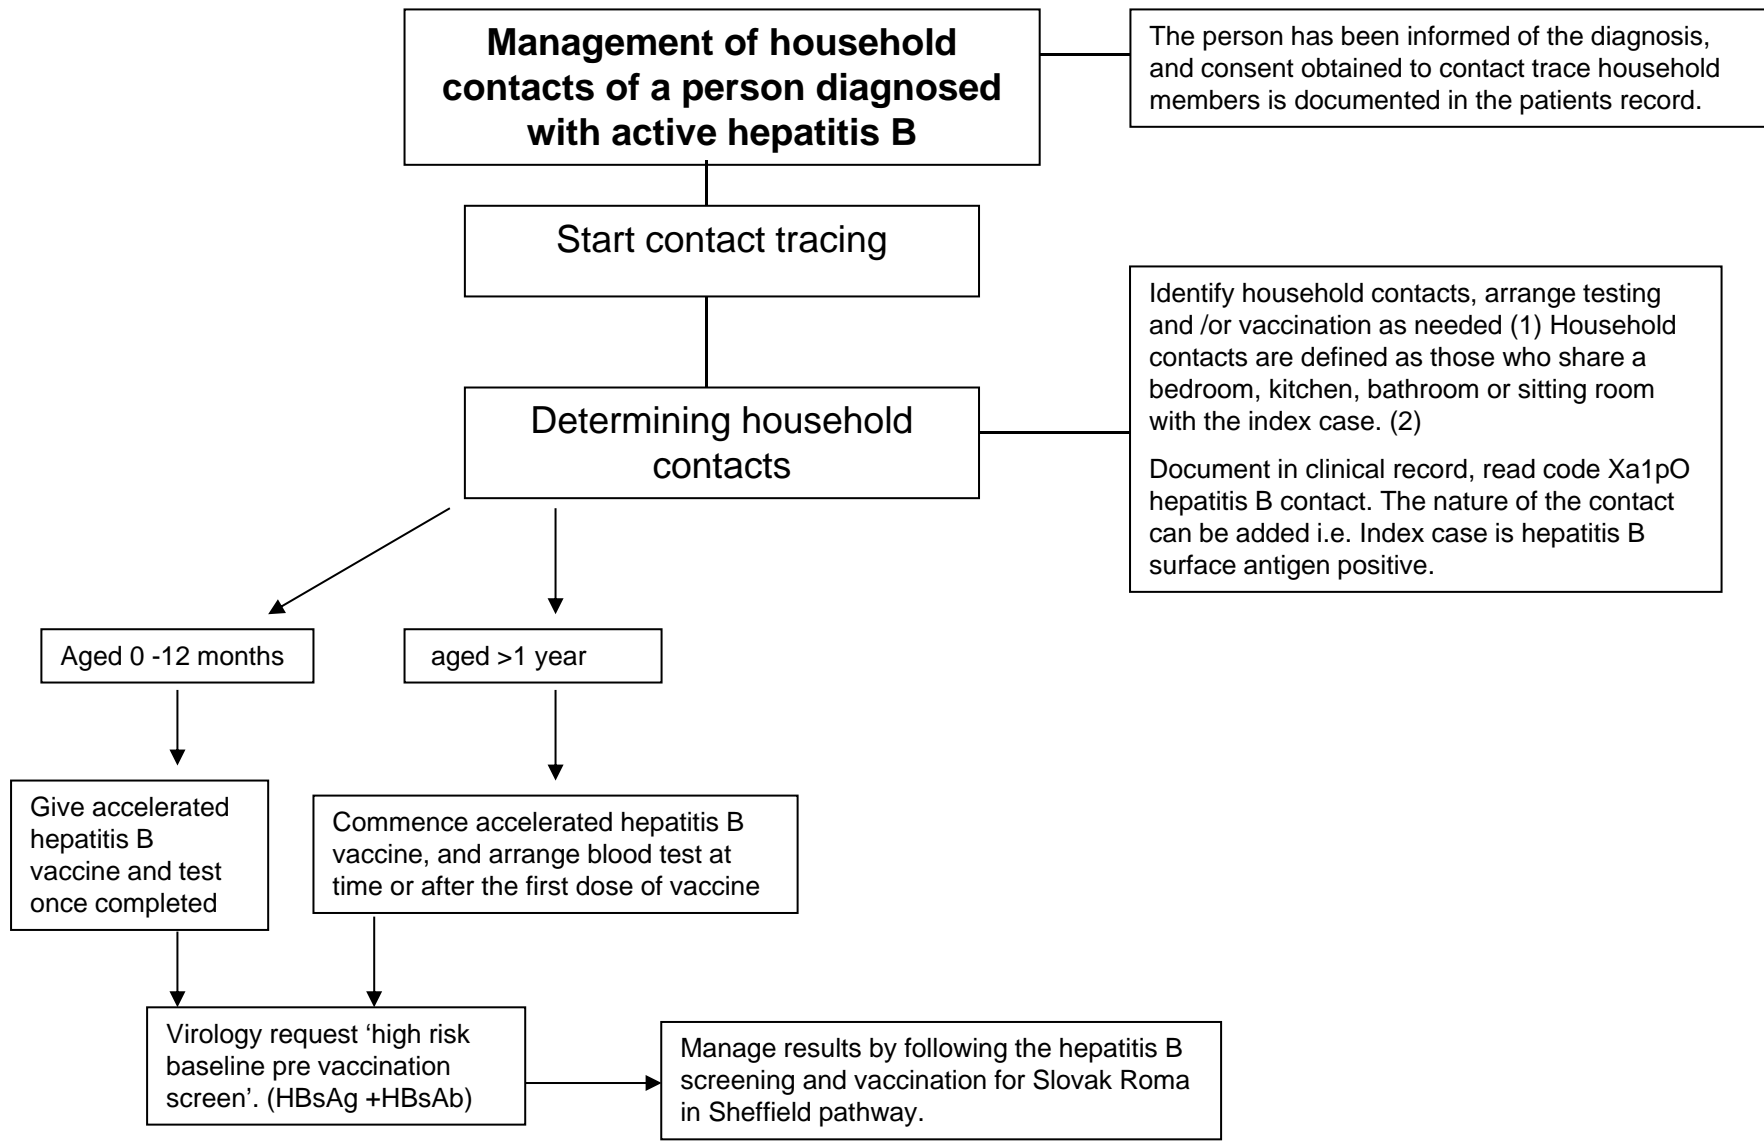 Management of household
contacts of a person diagnosed
with active hepatitis B
The person has been informed of the diagnosis,
and consent obtained to contact trace household
members is documented in the patients record.
Start contact tracing
Identify household contacts, arrange testing
and /or vaccination as needed (1) Household
contacts are defined as those who share a
bedroom, kitchen, bathroom or sitting room
with the index case. (2)
Document in clinical record, read code Xa1pO
hepatitis B contact. The nature of the contact
can be added i.e. Index case is hepatitis B
surface antigen positive.
Determining household
contacts
Aged 0 -12 months
aged >1 year
Give accelerated
hepatitis B
vaccine and test
once completed
Commence accelerated hepatitis B
vaccine, and arrange blood test at
time or after the first dose of vaccine
Virology request ‘high risk
baseline pre vaccination
screen’. (HBsAg +HBsAb)
Manage results by following the hepatitis B
screening and vaccination for Slovak Roma
in Sheffield pathway.